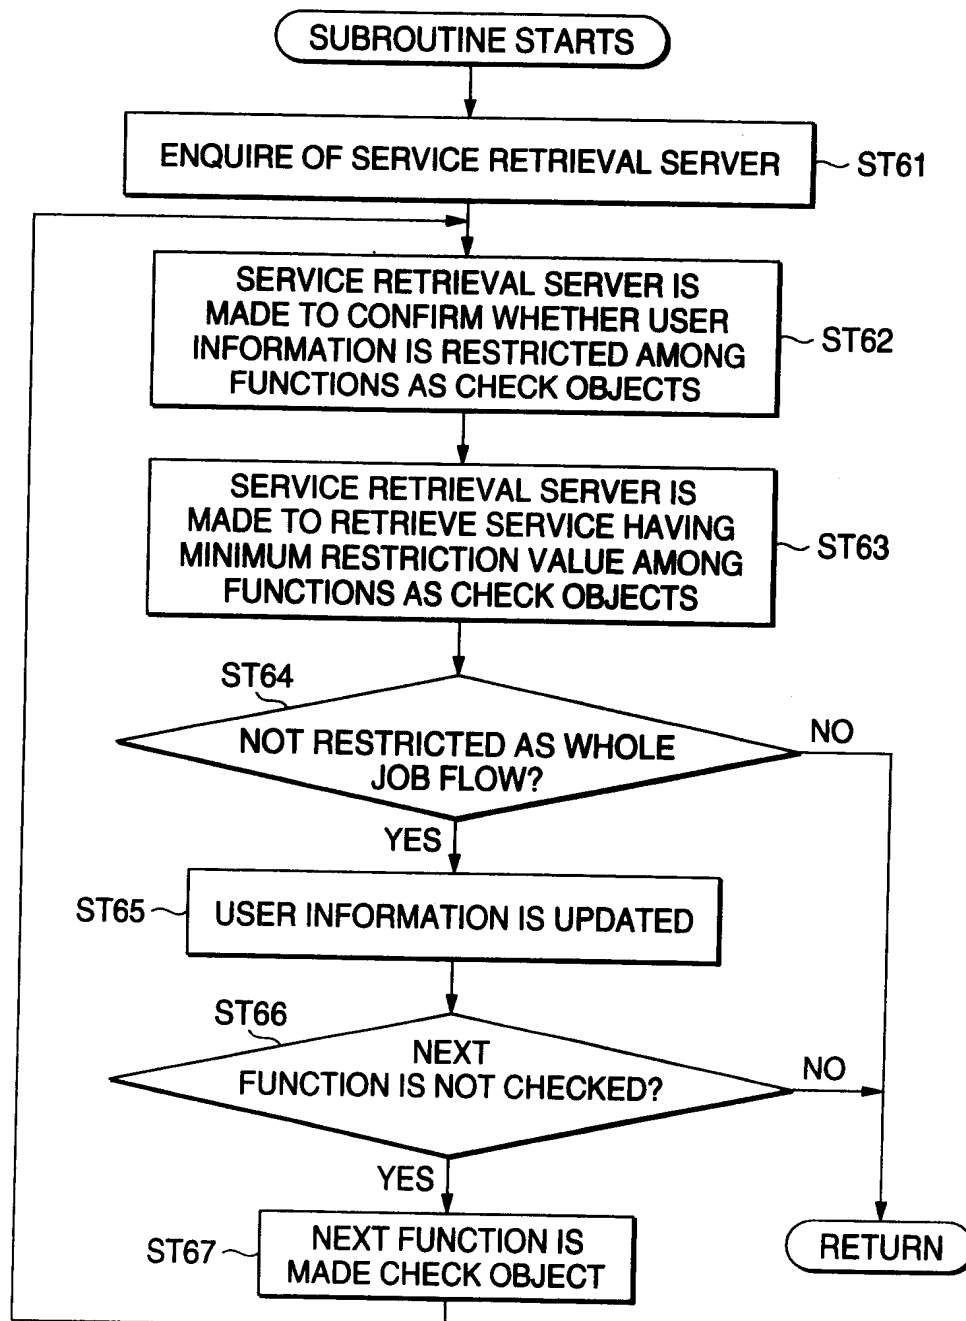 SUBROUTINE STARTS
ENQUIRE OF SERVICE RETRIEVAL SERVER
ST61
SERVICE RETRIEVAL SERVER IS
MADE TO CONFIRM WHETHER USER
INFORMATION IS RESTRICTED AMONG
FUNCTIONS AS CHECK OBJECTS
ST62
SERVICE RETRIEVAL SERVER IS
MADE TO RETRIEVE SERVICE HAVING
MINIMUM RESTRICTION VALUE AMONG
FUNCTIONS AS CHECK OBJECTS
ST63
ST64
NOT RESTRICTED AS WHOLE
JOB FLOW?
NO
YES
ST65
USER INFORMATION IS UPDATED
ST66
NEXT
FUNCTION IS NOT CHECKED?
NO
YES
ST67
NEXT FUNCTION IS
MADE CHECK OBJECT
RETURN